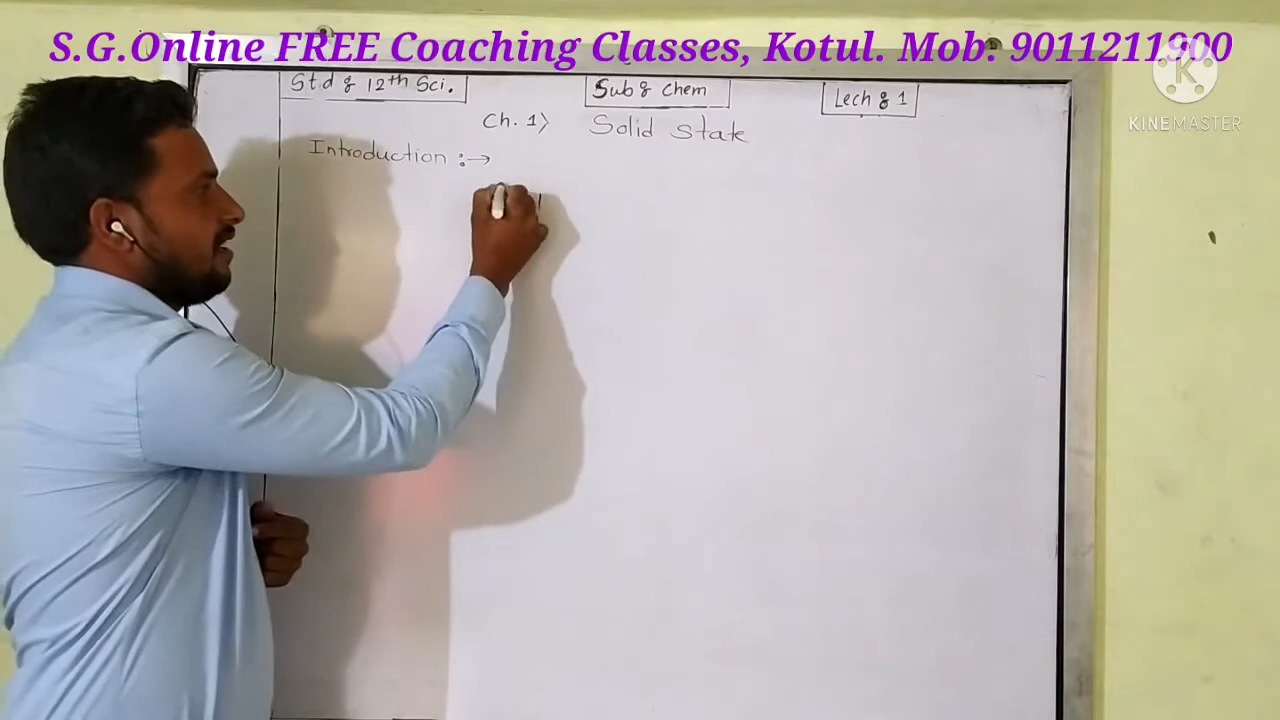 S.G.Online FREE Coaching Classes, Kotul. Mob. 9011211900
K
KINEMASTER
Std : 12th Sci.
Sub : Chem
Lech : 1
Ch. 1) Solid State
Introduction :→